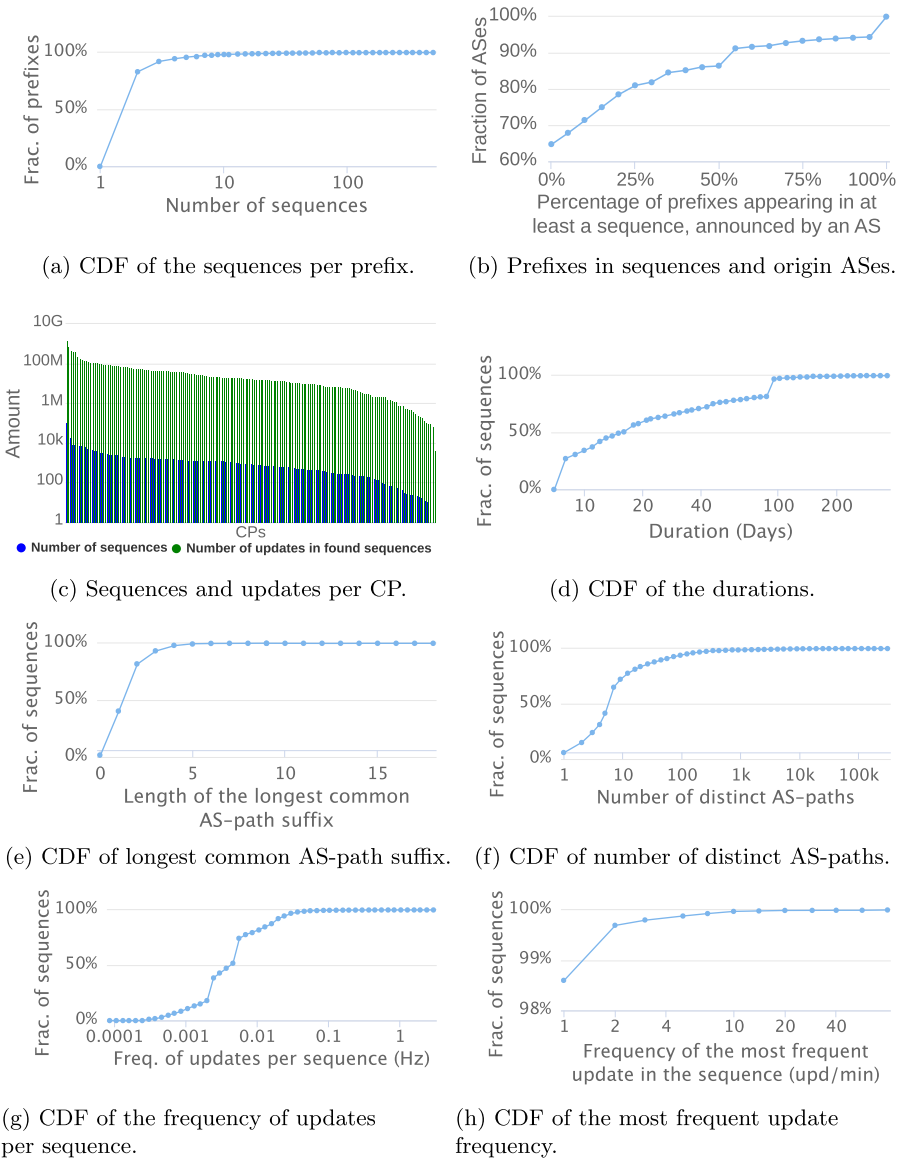 Frac. of prefixes
100%
50%
0%
1 10 100
Number of sequences
(a) CDF of the sequences per prefix.
Fraction of ASes
100%
90%
80%
70%
60%
0% 25% 50% 75% 100%
Percentage of prefixes appearing in at
least a sequence, announced by an AS
(b) Prefixes in sequences and origin ASes.
Amount
10G
100M
1M
10k
100
1
CPs
Number of sequences Number of updates in found sequences
(c) Sequences and updates per CP.
Frac. of sequences
100%
50%
0%
10 20 40 100 200
Duration (Days)
(d) CDF of the durations.
Frac. of sequences
100%
50%
0%
0 5 10 15
Length of the longest common
AS-path suffix
(e) CDF of longest common AS-path suffix.
Frac. of sequences
100%
50%
0%
1 10 100 1k 10k 100k
Number of distinct AS-paths
(f) CDF of number of distinct AS-paths.
Frac. of sequences
100%
50%
0%
0.0001 0.001 0.01 0.1 1
Freq. of updates per sequence (Hz)
(g) CDF of the frequency of updates
per sequence.
Frac. of sequences
100%
99%
98%
1 2 4 10 20 40
Frequency of the most frequent
update in the sequence (upd/min)
(h) CDF of the most frequent update
frequency.